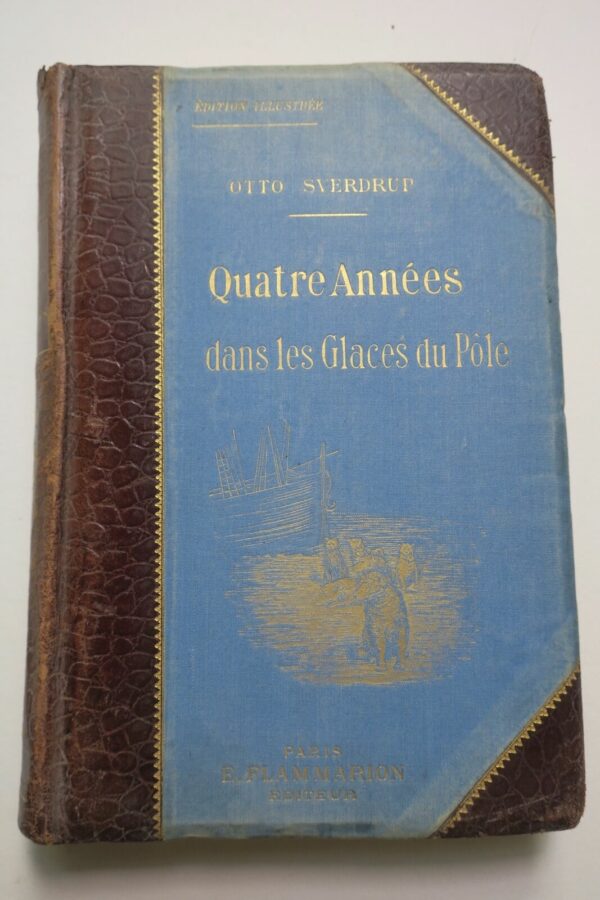 ÉDITION ILLUSTRÉE
OTTO SVERDRUP
Quatre Années
dans les Glaces du Pôle
PARIS
E. FLAMMARION
ÉDITEUR